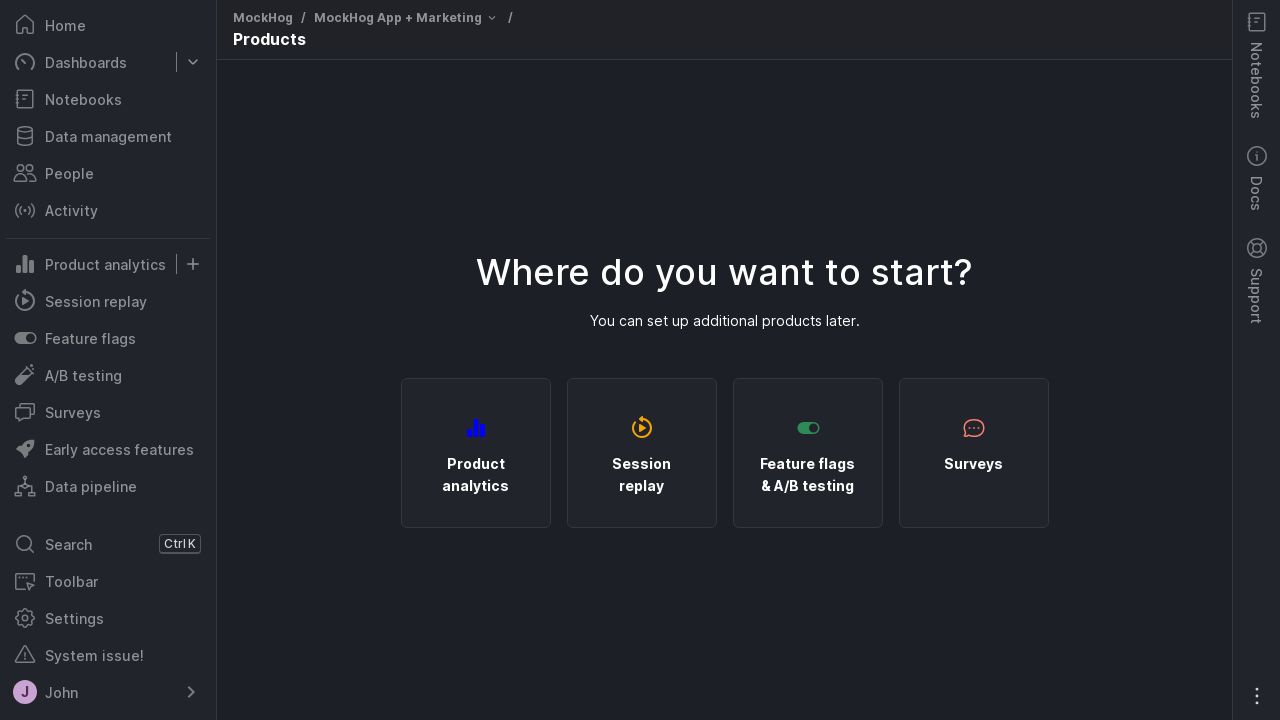 Home
Dashboards
Notebooks
Data management
People
Activity
Product analytics
Session replay
Feature flags
A/B testing
Surveys
Early access features
Data pipeline
Search Ctrl K
Toolbar
Settings
System issue!
J John
MockHog / MockHog App + Marketing /
Products
Where do you want to start?
You can set up additional products later.
Product
analytics
Session
replay
Feature flags
& A/B testing
Surveys
Notebooks
Docs
Support